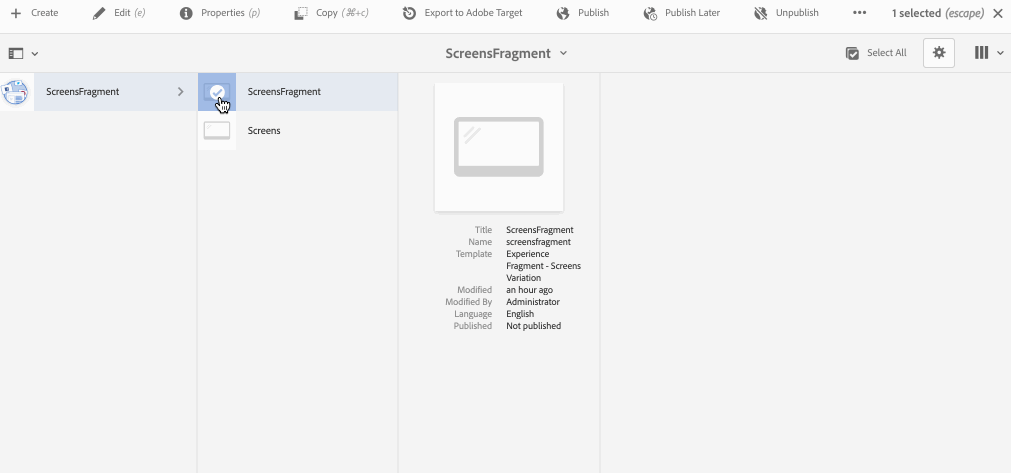 Create
Edit (e)
Properties (p)
Copy (⌘+c)
Export to Adobe Target
Publish
Publish Later
Unpublish
1 selected (escape)
ScreensFragment
Select All
ScreensFragment
ScreensFragment
Screens
Title ScreensFragment
Name screensfragment
Template Experience
Fragment - Screens
Variation
Modified an hour ago
Modified By Administrator
Language English
Published Not published